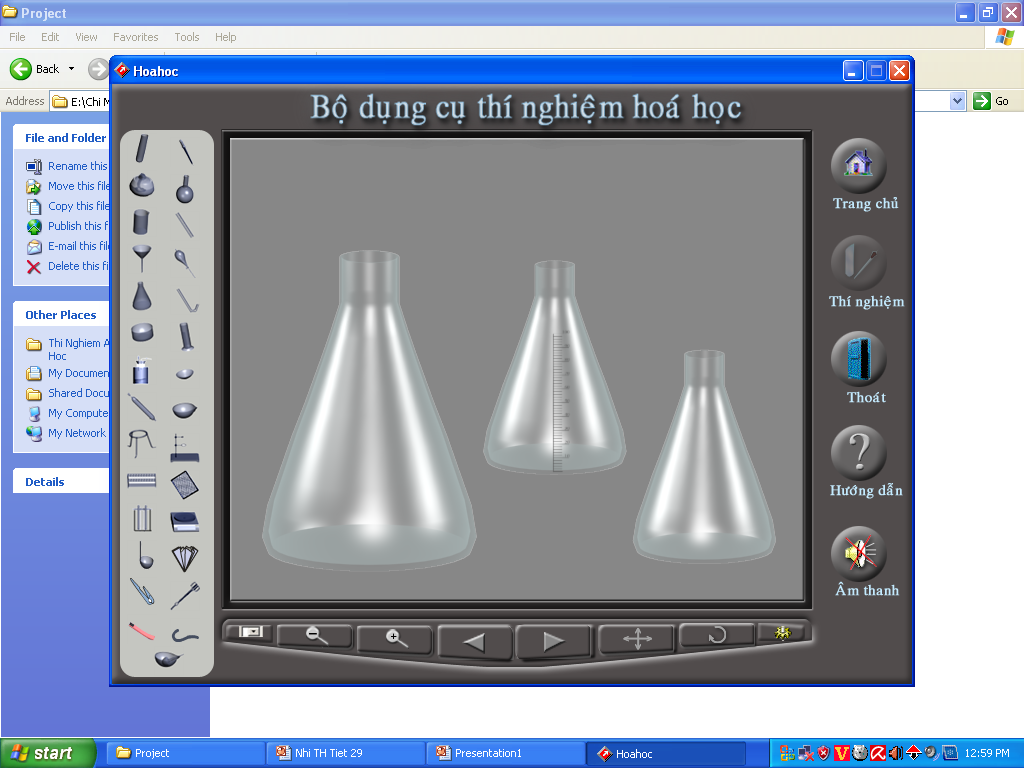 Project
File Edit View Favorites Tools Help
Back
Hoahoc
Address E:\Chi M
Go
Bộ dụng cụ thí nghiệm hoá học
File and Folder
Rename this
Move this file
Copy this file
Publish this f
E-mail this file
Delete this fi
Other Places
Thi Nghiem A
Hoc
My Documen
Shared Docu
My Compute
My Network
Details
Trang chủ
Thí nghiệm
Thoát
Hướng dẫn
Âm thanh
start
Project
Nhi TH Tiet 29
Presentation1
Hoahoc
12:59 PM